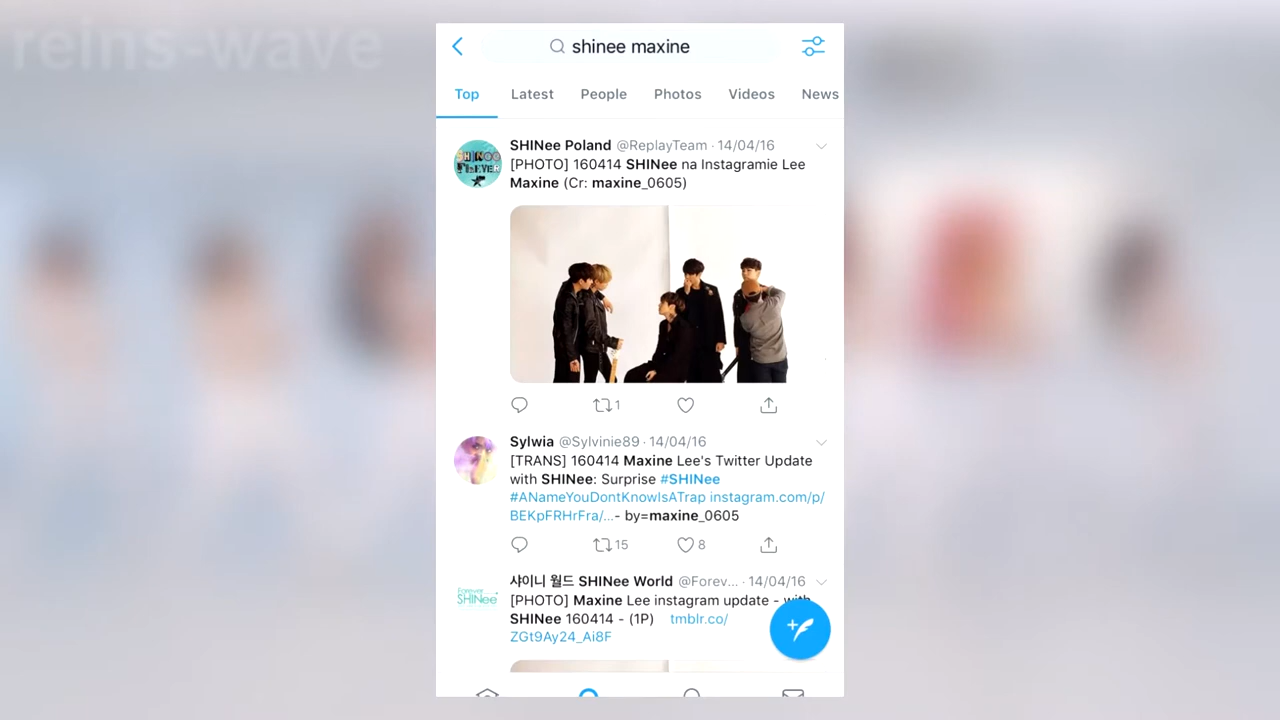 reins-wave
shinee maxine
Top Latest People Photos Videos News
SHINee Poland @ReplayTeam · 14/04/16
[PHOTO] 160414 SHINee na Instagramie Lee
Maxine (Cr: maxine_0605)
1
Sylwia @Sylvinie89 · 14/04/16
[TRANS] 160414 Maxine Lee's Twitter Update
with SHINee: Surprise #SHINee
#ANameYouDontKnowIsATrap instagram.com/p/
BEKpFRHrFra/...- by=maxine_0605
15 8
샤이니 월드 SHINee World @Forev... · 14/04/16
[PHOTO] Maxine Lee instagram update - with
SHINee 160414 - (1P) tmblr.co/
ZGt9Ay24_Ai8F
SHINee